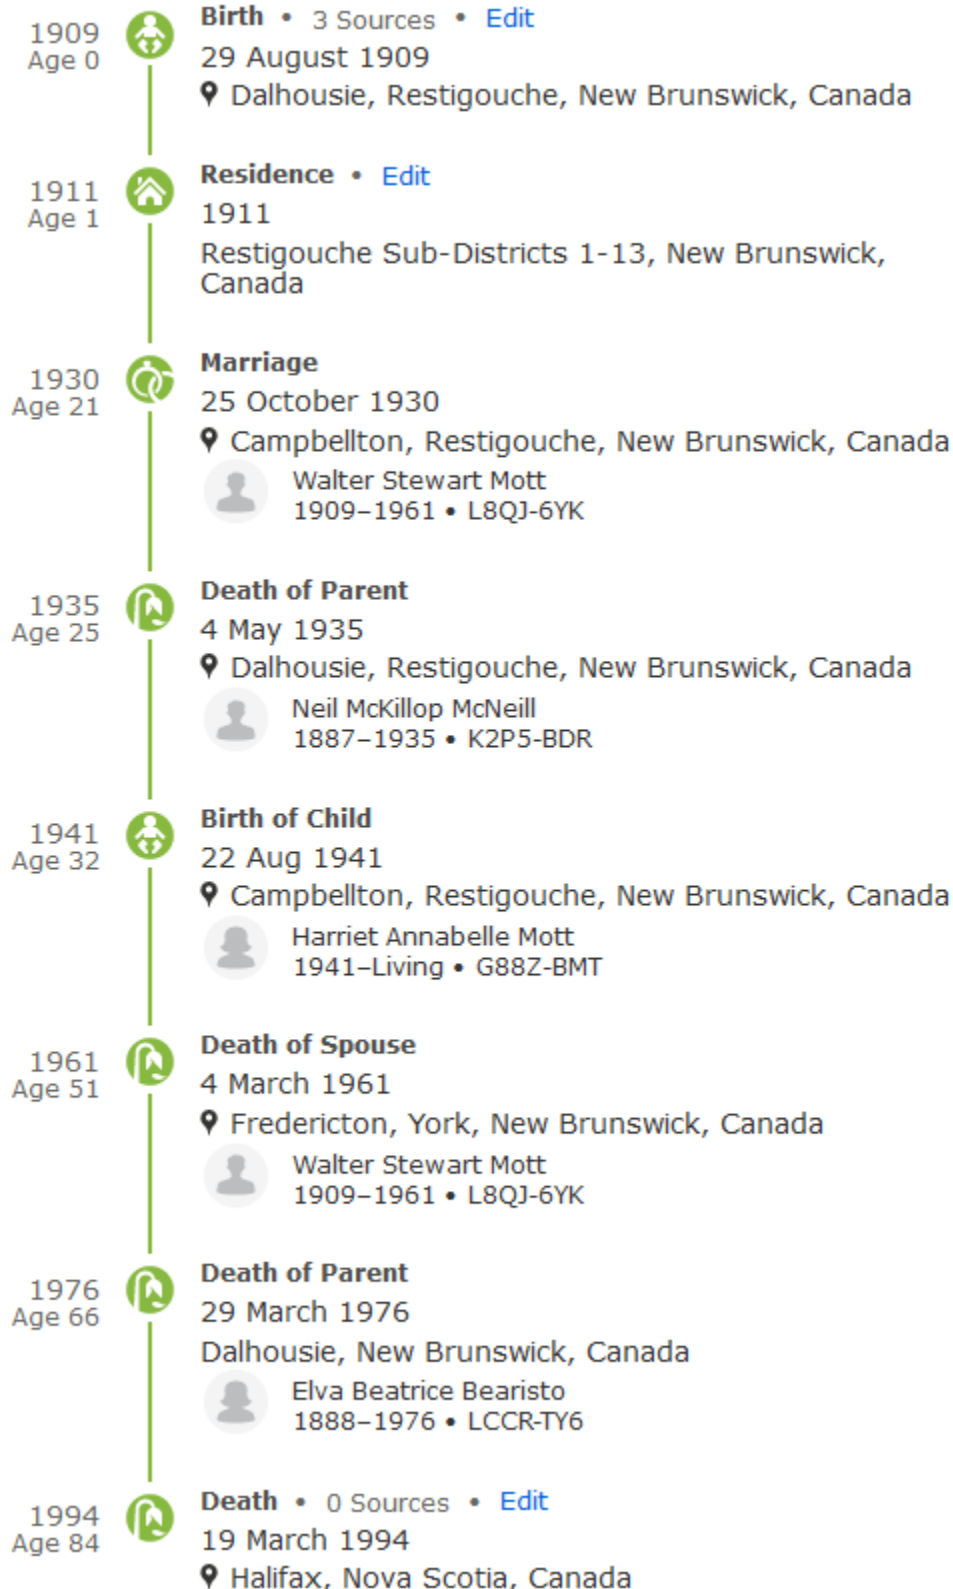 1909
Age 0
Birth • 3 Sources • Edit
29 August 1909
Dalhousie, Restigouche, New Brunswick, Canada
1911
Age 1
Residence • Edit
1911
Restigouche Sub-Districts 1-13, New Brunswick,
Canada
1930
Age 21
Marriage
25 October 1930
Campbellton, Restigouche, New Brunswick, Canada
Walter Stewart Mott
1909–1961 • L8QJ-6YK
1935
Age 25
Death of Parent
4 May 1935
Dalhousie, Restigouche, New Brunswick, Canada
Neil McKillop McNeill
1887–1935 • K2P5-BDR
1941
Age 32
Birth of Child
22 Aug 1941
Campbellton, Restigouche, New Brunswick, Canada
Harriet Annabelle Mott
1941–Living • G88Z-BMT
1961
Age 51
Death of Spouse
4 March 1961
Fredericton, York, New Brunswick, Canada
Walter Stewart Mott
1909–1961 • L8QJ-6YK
1976
Age 66
Death of Parent
29 March 1976
Dalhousie, New Brunswick, Canada
Elva Beatrice Bearisto
1888–1976 • LCCR-TY6
1994
Age 84
Death • 0 Sources • Edit
19 March 1994
Halifax, Nova Scotia, Canada